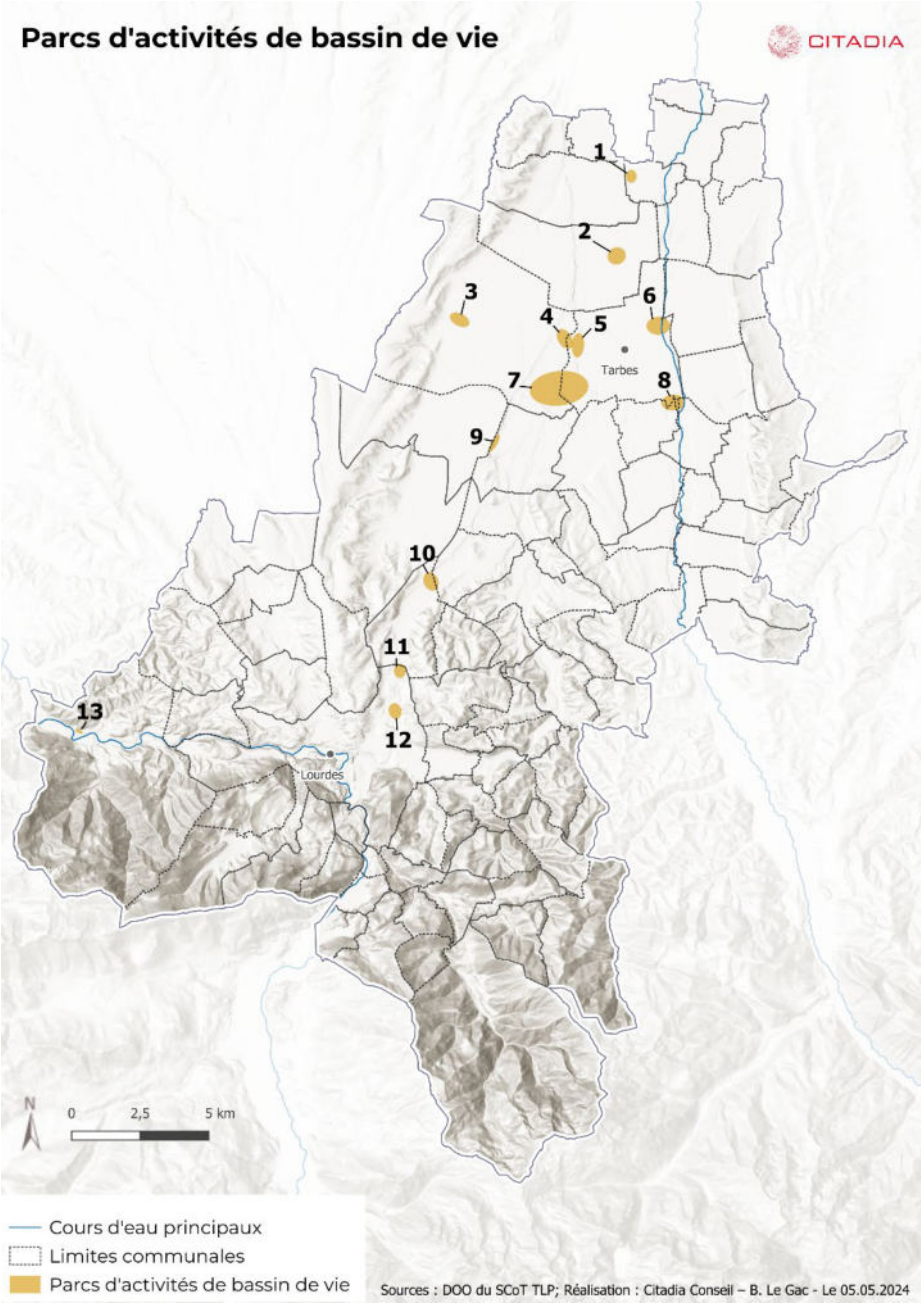 Parcs d'activités de bassin de vie
CITADIA
1
2
3
4
5
6
Tarbes
7
8
9
10
11
12
13
Lourdes
N
0 2,5 5 km
Cours d'eau principaux
Limites communales
Parcs d'activités de bassin de vie
Sources : DOO du SCoT TLP; Réalisation : Citadia Conseil – B. Le Gac - Le 05.05.2024